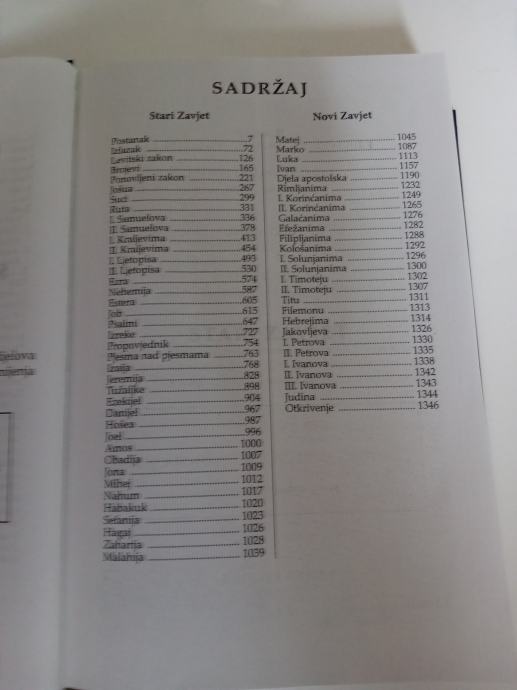 SADRŽAJ
Stari Zavjet
Postanak 7
Izlazak 72
Levitski zakon 126
Brojevi 165
Ponovljeni zakon 221
Jošua 267
Suci 299
Ruta 331
I. Samuelova 336
II. Samuelova 378
I. Kraljevima 413
II. Kraljevima 454
I. Ljetopisa 493
II. Ljetopisa 530
Ezra 574
Nehemija 587
Estera 605
Job 615
Psalmi 647
Izreke 727
Propovjednik 754
Pjesma nad pjesmama 763
Izaija 768
Jeremija 828
Tužaljke 898
Ezekijel 904
Danijel 967
Hošea 987
Joel 996
Amos 1000
Obadija 1007
Jona 1009
Mihej 1012
Nahum 1017
Habakuk 1020
Sefanija 1023
Hagaj 1026
Zaharija 1028
Malahija 1039
Novi Zavjet
Matej 1045
Marko 1087
Luka 1113
Ivan 1157
Djela apostolska 1190
Rimljanima 1232
I. Korinćanima 1249
II. Korinćanima 1265
Galaćanima 1276
Efežanima 1282
Filipljanima 1288
Kološanima 1292
I. Solunjanima 1296
II. Solunjanima 1300
I. Timoteju 1302
II. Timoteju 1307
Titu 1311
Filemonu 1313
Hebrejima 1314
Jakovljeva 1326
I. Petrova 1330
II. Petrova 1335
I. Ivanova 1338
II. Ivanova 1342
III. Ivanova 1343
Judina 1344
Otkrivenje 1346